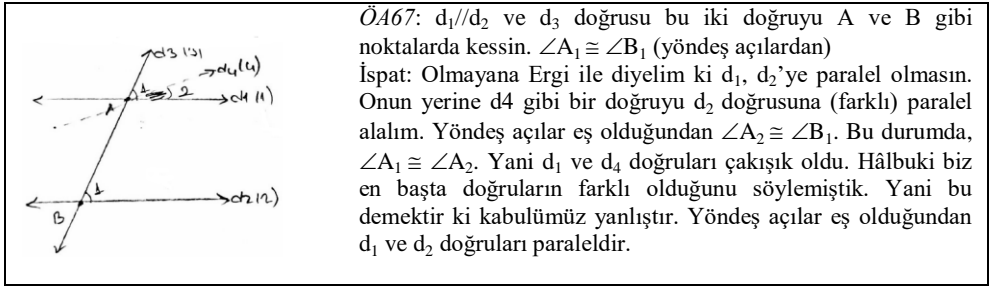 ÖA67: d₁//d₂ ve d₃ doğrusu bu iki doğruyu A ve B gibi
noktalarda kessin. ∠A₁ ≅ ∠B₁ (yöndeş açılardan)
İspat: Olmayana Ergi ile diyelim ki d₁, d₂’ye paralel olmasın.
Onun yerine d4 gibi bir doğruyu d₂ doğrusuna (farklı) paralel
alalım. Yöndeş açılar eş olduğundan ∠A₂ ≅ ∠B₁. Bu durumda,
∠A₁ ≅ ∠A₂. Yani d₁ ve d₄ doğruları çakışık oldu. Hâlbuki biz
en başta doğruların farklı olduğunu söylemiştik. Yani bu
demektir ki kabulümüz yanlıştır. Yöndeş açılar eş olduğundan
d₁ ve d₂ doğruları paraleldir.
d3 (3)
d4(4)
A 1 2
d1(1)
1
d2(2)
B